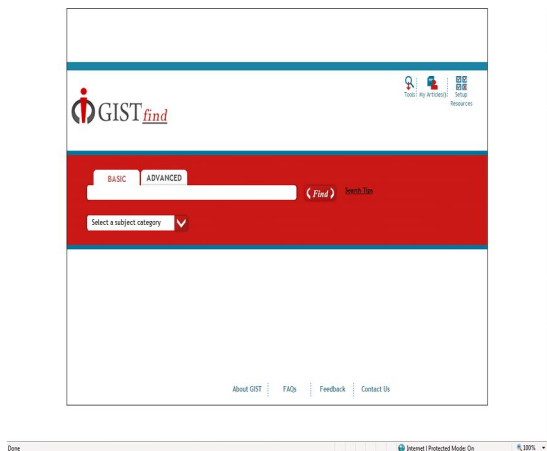 Tools My Article(s) Setup
Resources
GIST find
BASIC ADVANCED
Find Search Tips
Select a subject category
About GIST FAQs Feedback Contact Us
Done Internet | Protected Mode: On 100%